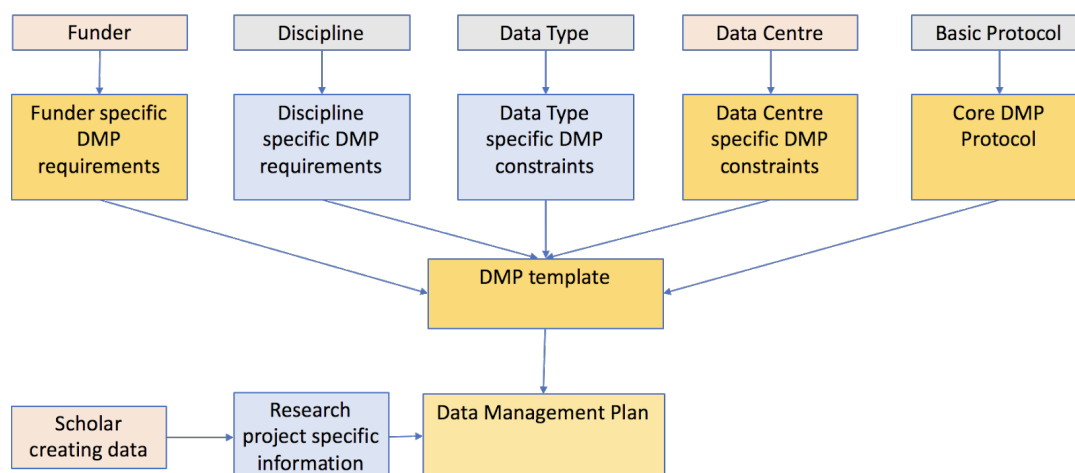 Funder
Discipline
Data Type
Data Centre
Basic Protocol
Funder specific
DMP
requirements
Discipline
specific DMP
requirements
Data Type
specific DMP
constraints
Data Centre
specific DMP
constraints
Core DMP
Protocol
DMP template
Scholar
creating data
Research
project specific
information
Data Management Plan